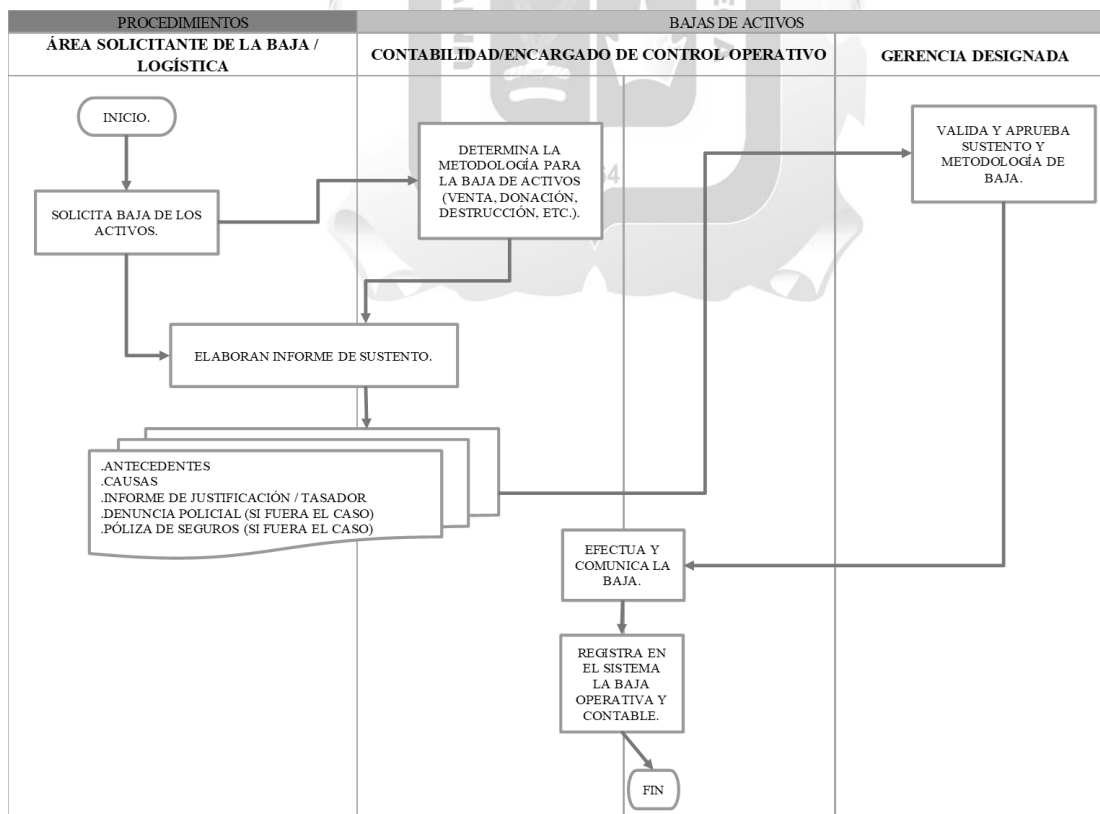 PROCEDIMIENTOS
BAJAS DE ACTIVOS
ÁREA SOLICITANTE DE LA BAJA /
LOGÍSTICA
CONTABILIDAD/ENCARGADO DE CONTROL OPERATIVO
GERENCIA DESIGNADA
INICIO.
SOLICITA BAJA DE LOS
ACTIVOS.
DETERMINA LA
METODOLOGÍA PARA
LA BAJA DE ACTIVOS
(VENTA, DONACIÓN,
DESTRUCCIÓN, ETC.).
VALIDA Y APRUEBA
SUSTENTO Y
METODOLOGÍA DE
BAJA.
ELABORAN INFORME DE SUSTENTO.
.ANTECEDENTES
.CAUSAS
.INFORME DE JUSTIFICACIÓN / TASADOR
.DENUNCIA POLICIAL (SI FUERA EL CASO)
.PÓLIZA DE SEGUROS (SI FUERA EL CASO)
EFECTUA Y
COMUNICA LA
BAJA.
REGISTRA EN
EL SISTEMA
LA BAJA
OPERATIVA Y
CONTABLE.
FIN